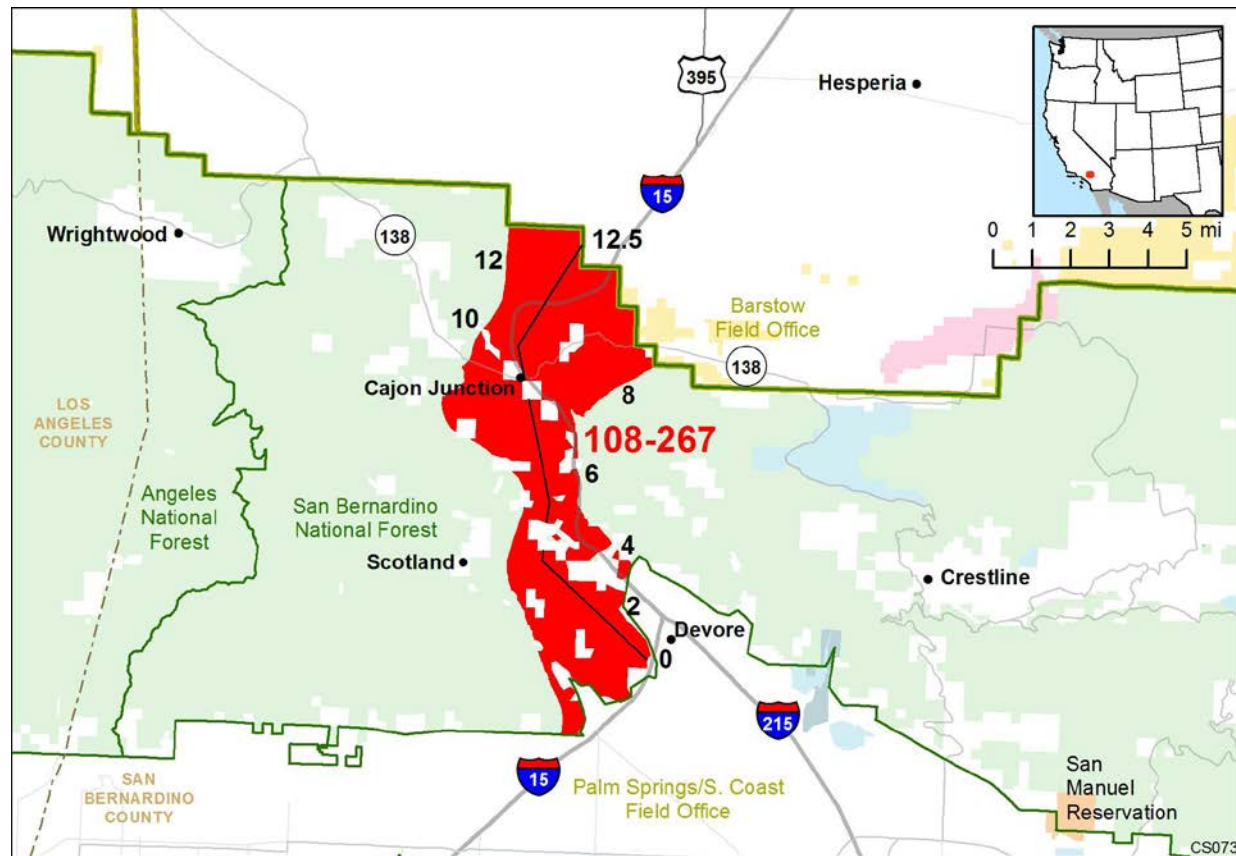 395
Hesperia
15
0 1 2 3 4 5 mi
Wrightwood
138
12
12.5
10
Barstow
Field Office
138
Cajon Junction
8
LOS
ANGELES
COUNTY
108-267
6
Angeles
National
Forest
San Bernardino
National Forest
4
Scotland
Crestline
2
Devore
0
215
15
SAN
BERNARDINO
COUNTY
Palm Springs/S. Coast
Field Office
San
Manuel
Reservation
CS073